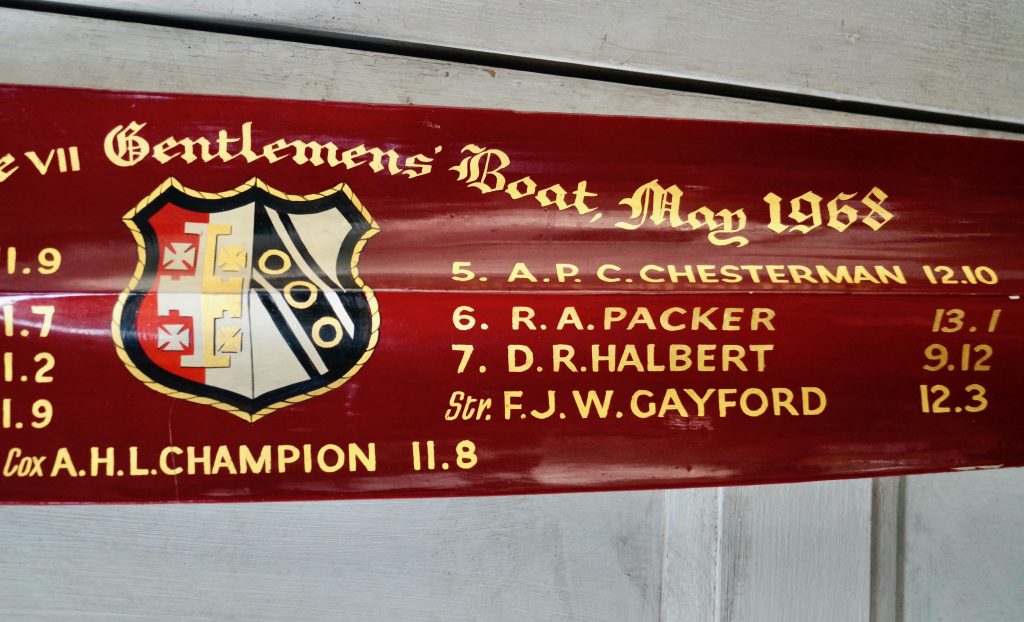 VII Gentlemens' Boat, May 1968
1.9
1.7
1.2
1.9
Cox A.H.L. CHAMPION 11.8
5. A.P.C. CHESTERMAN 12.10
6. R.A. PACKER 13.1
7. D.R. HALBERT 9.12
Str. F.J.W. GAYFORD 12.3